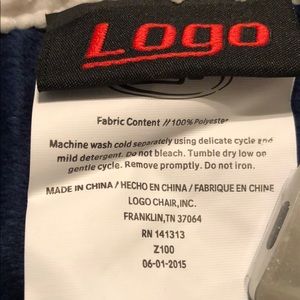 Logo
Fabric Content //100% Polyester
Machine wash cold separately using delicate cycle and
mild detergent. Do not bleach. Tumble dry low on
gentle cycle. Remove promptly. Do not iron.
MADE IN CHINA / HECHO EN CHINA / FABRIQUE EN CHINE
LOGO CHAIR,INC.
FRANKLIN,TN 37064
RN 141313
Z100
06-01-2015